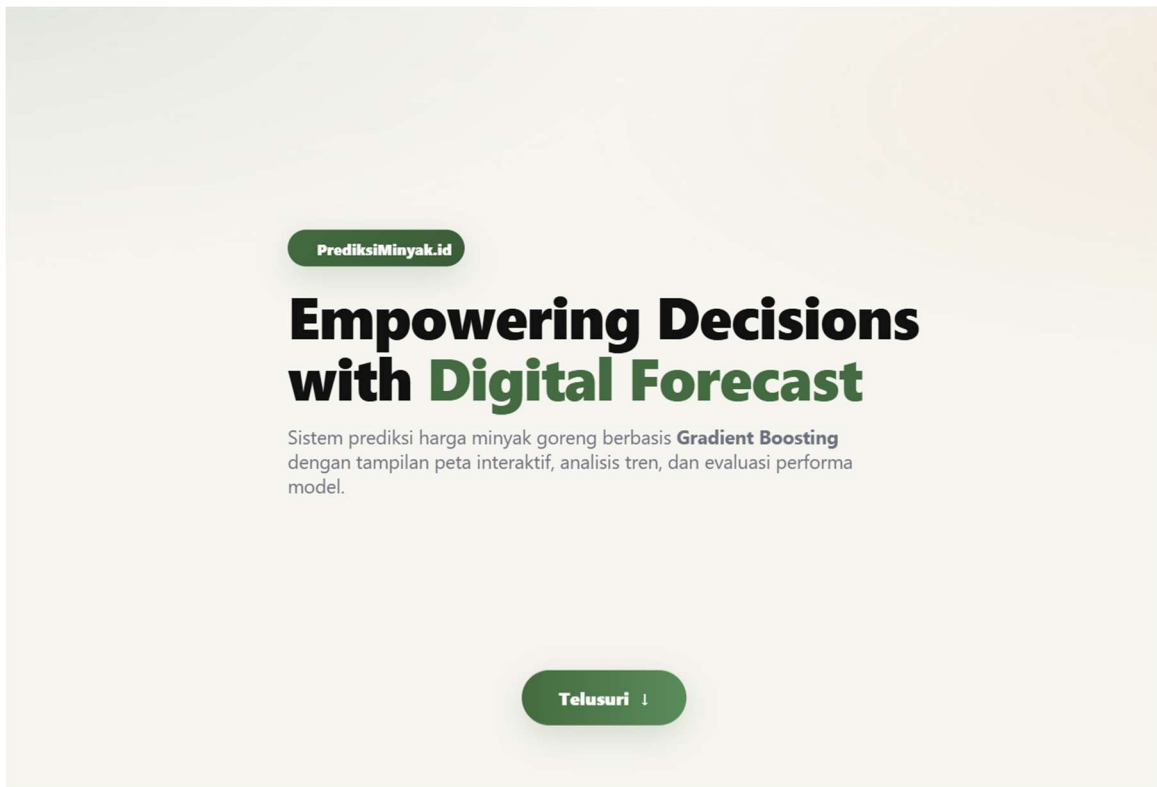 PrediksiMinyak.id
Empowering Decisions
with Digital Forecast
Sistem prediksi harga minyak goreng berbasis Gradient Boosting
dengan tampilan peta interaktif, analisis tren, dan evaluasi performa
model.
Telusuri ↓